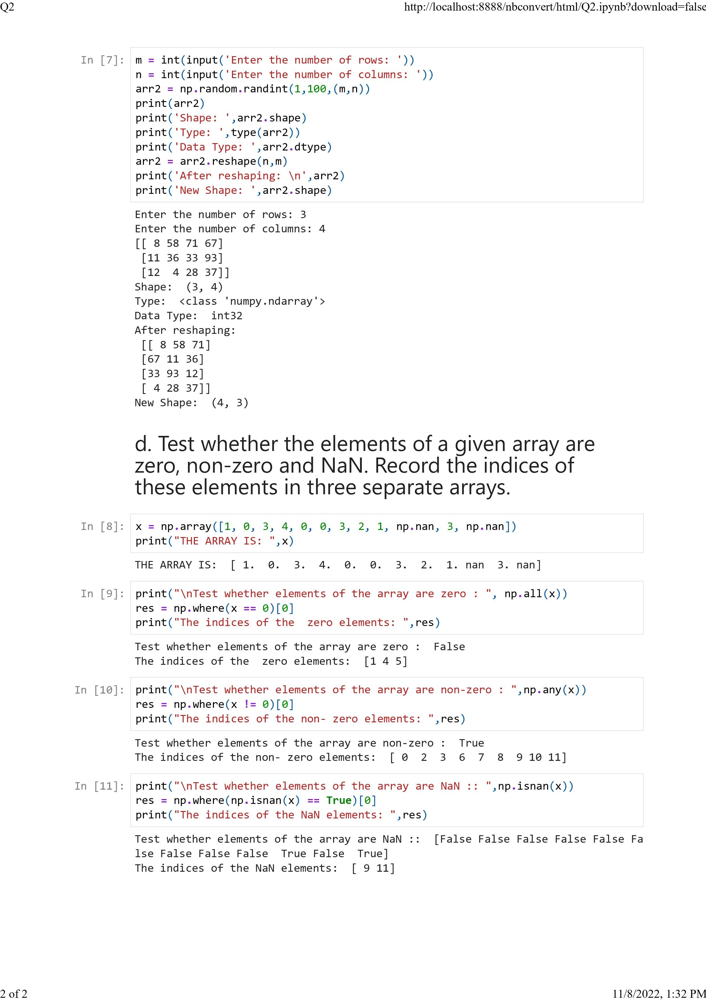 Q2 http://localhost:8888/nbconvert/html/Q2.ipynb?download=false
In [7]: m = int(input('Enter the number of rows: '))
n = int(input('Enter the number of columns: '))
arr2 = np.random.randint(1,100,(m,n))
print(arr2)
print('Shape: ',arr2.shape)
print('Type: ',type(arr2))
print('Data Type: ',arr2.dtype)
arr2 = arr2.reshape(n,m)
print('After reshaping: \n',arr2)
print('New Shape: ',arr2.shape)
Enter the number of rows: 3
Enter the number of columns: 4
[[ 8 58 71 67]
 [11 36 33 93]
 [12  4 28 37]]
Shape:  (3, 4)
Type:  <class 'numpy.ndarray'>
Data Type:  int32
After reshaping:
 [[ 8 58 71]
 [67 11 36]
 [33 93 12]
 [ 4 28 37]]
New Shape:  (4, 3)
d. Test whether the elements of a given array are
zero, non-zero and NaN. Record the indices of
these elements in three separate arrays.
In [8]: x = np.array([1, 0, 3, 4, 0, 0, 3, 2, 1, np.nan, 3, np.nan])
print("THE ARRAY IS: ",x)
THE ARRAY IS:  [ 1.  0.  3.  4.  0.  0.  3.  2.  1. nan  3. nan]
In [9]: print("\nTest whether elements of the array are zero : ", np.all(x))
res = np.where(x == 0)[0]
print("The indices of the  zero elements: ",res)
Test whether elements of the array are zero :  False
The indices of the  zero elements:  [1 4 5]
In [10]: print("\nTest whether elements of the array are non-zero : ",np.any(x))
res = np.where(x != 0)[0]
print("The indices of the non- zero elements: ",res)
Test whether elements of the array are non-zero :  True
The indices of the non- zero elements:  [ 0  2  3  6  7  8  9 10 11]
In [11]: print("\nTest whether elements of the array are NaN :: ",np.isnan(x))
res = np.where(np.isnan(x) == True)[0]
print("The indices of the NaN elements: ",res)
Test whether elements of the array are NaN ::  [False False False False False Fa
lse False False False  True False  True]
The indices of the NaN elements:  [ 9 11]
2 of 2 11/8/2022, 1:32 PM